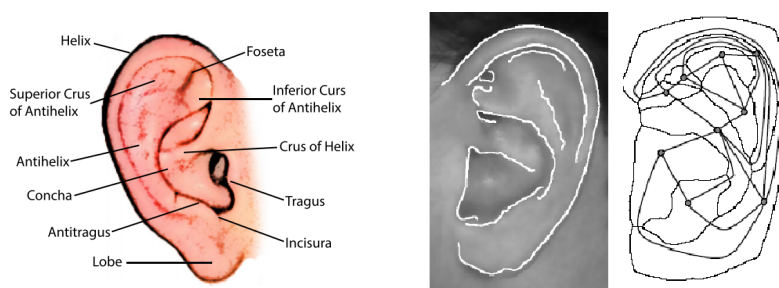 Helix
Foseta
Superior Crus
of Antihelix
Inferior Curs
of Antihelix
Crus of Helix
Antihelix
Concha
Tragus
Antitragus
Incisura
Lobe